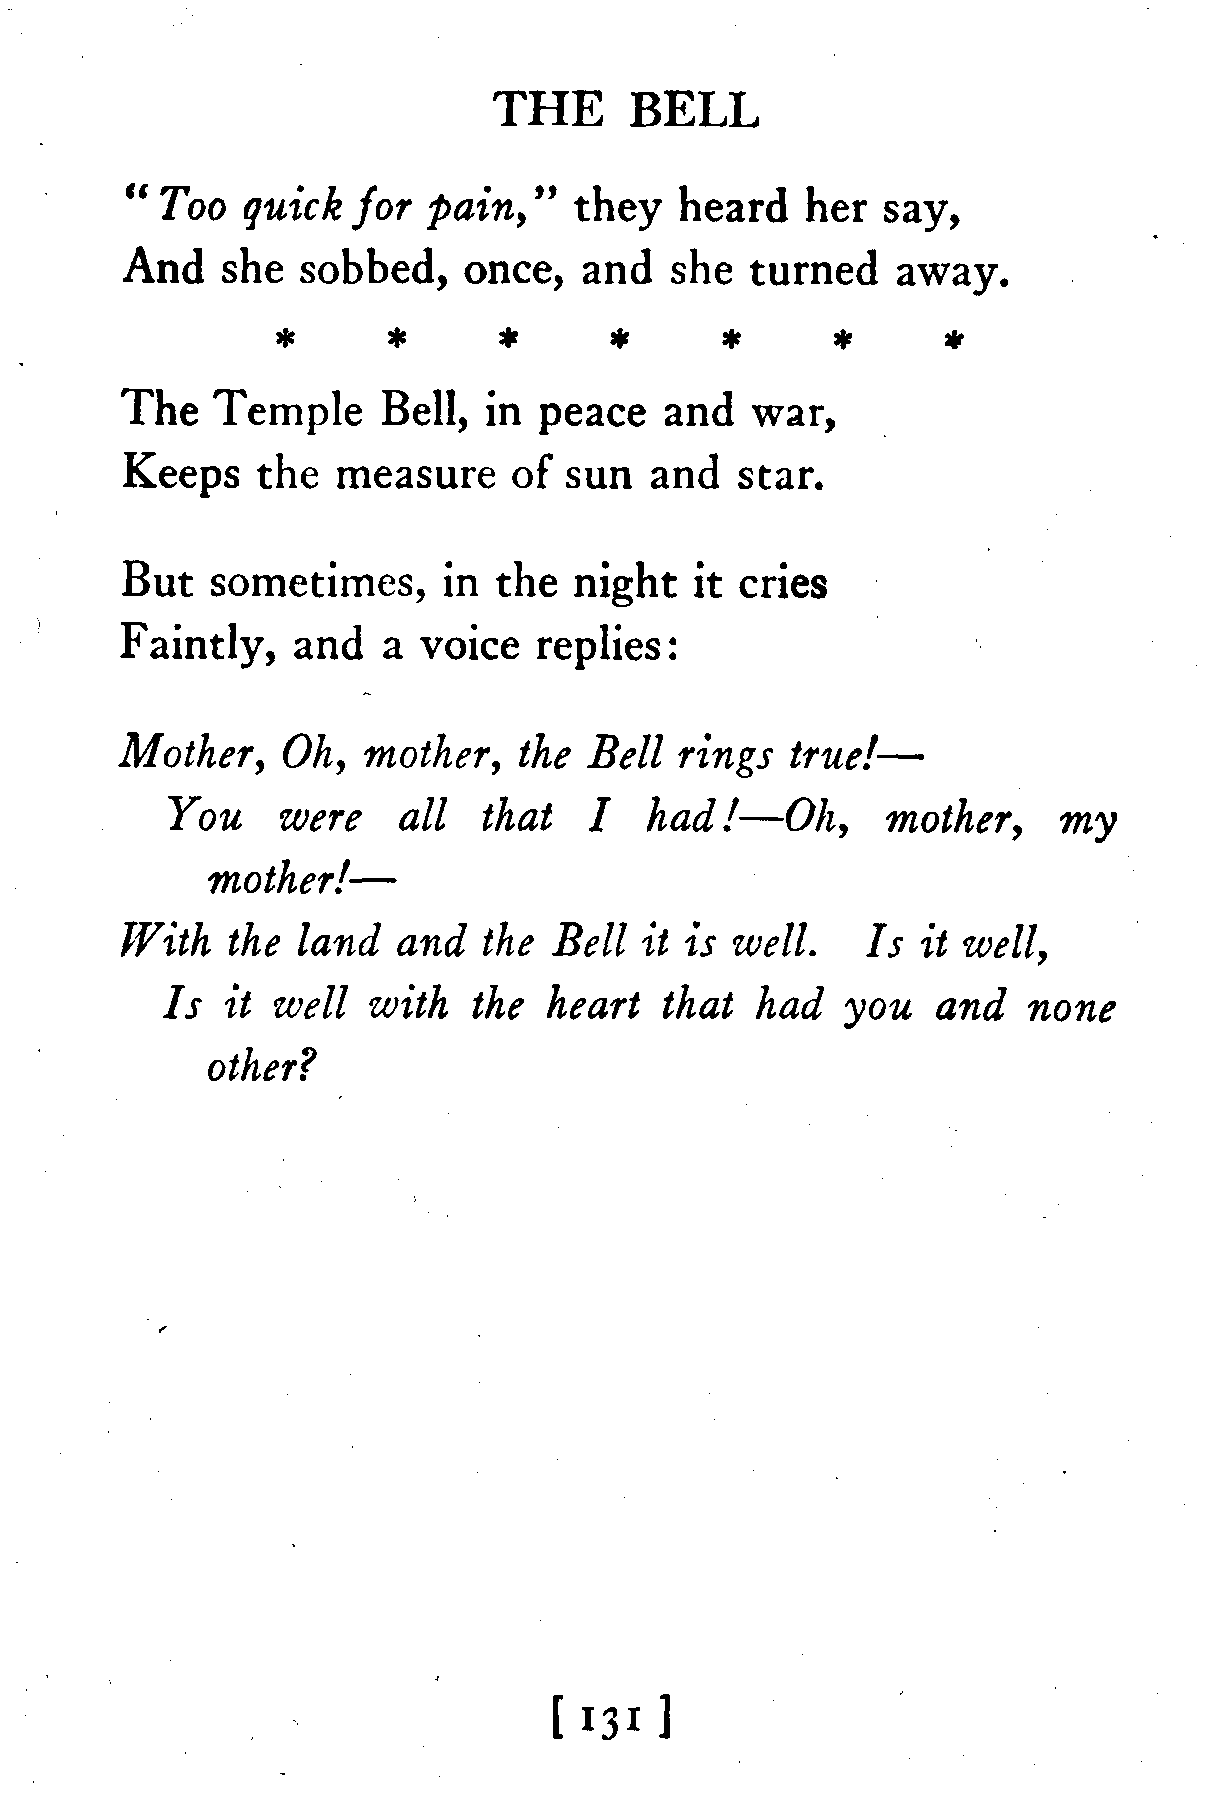 THE BELL
“Too quick for pain,” they heard her say,
And she sobbed, once, and she turned away.
* * * * * * *
The Temple Bell, in peace and war,
Keeps the measure of sun and star.
But sometimes, in the night it cries
Faintly, and a voice replies:
Mother, Oh, mother, the Bell rings true!—
You were all that I had!—Oh, mother, my
mother!—
With the land and the Bell it is well. Is it well,
Is it well with the heart that had you and none
other?
[ 131 ]